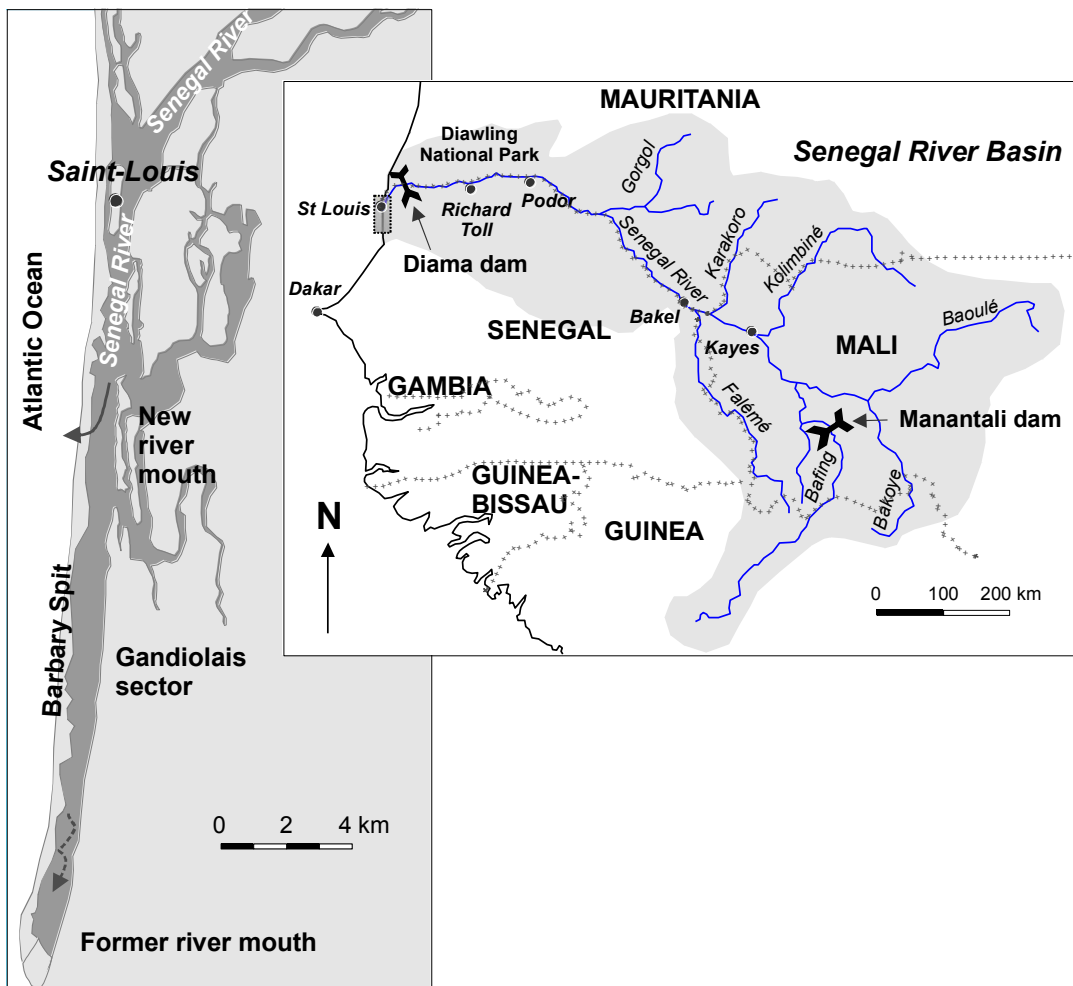 Senegal River
Senegal River
Saint-Louis
Senegal River
Atlantic Ocean
New
river
mouth
Barbary Spit
Gandiolais
sector
0 2 4 km
Former river mouth
MAURITANIA
Senegal River Basin
Diawling
National Park
Gorgol
St Louis
Richard
Toll
Podor
Diama dam
Senegal River
Karakoro
Kolimbiné
Dakar
SENEGAL
Bakel
Kayes
MALI
Baoulé
GAMBIA
Falémé
Manantali dam
Bafing
Bakoye
GUINEA-
BISSAU
GUINEA
N
0 100 200 km